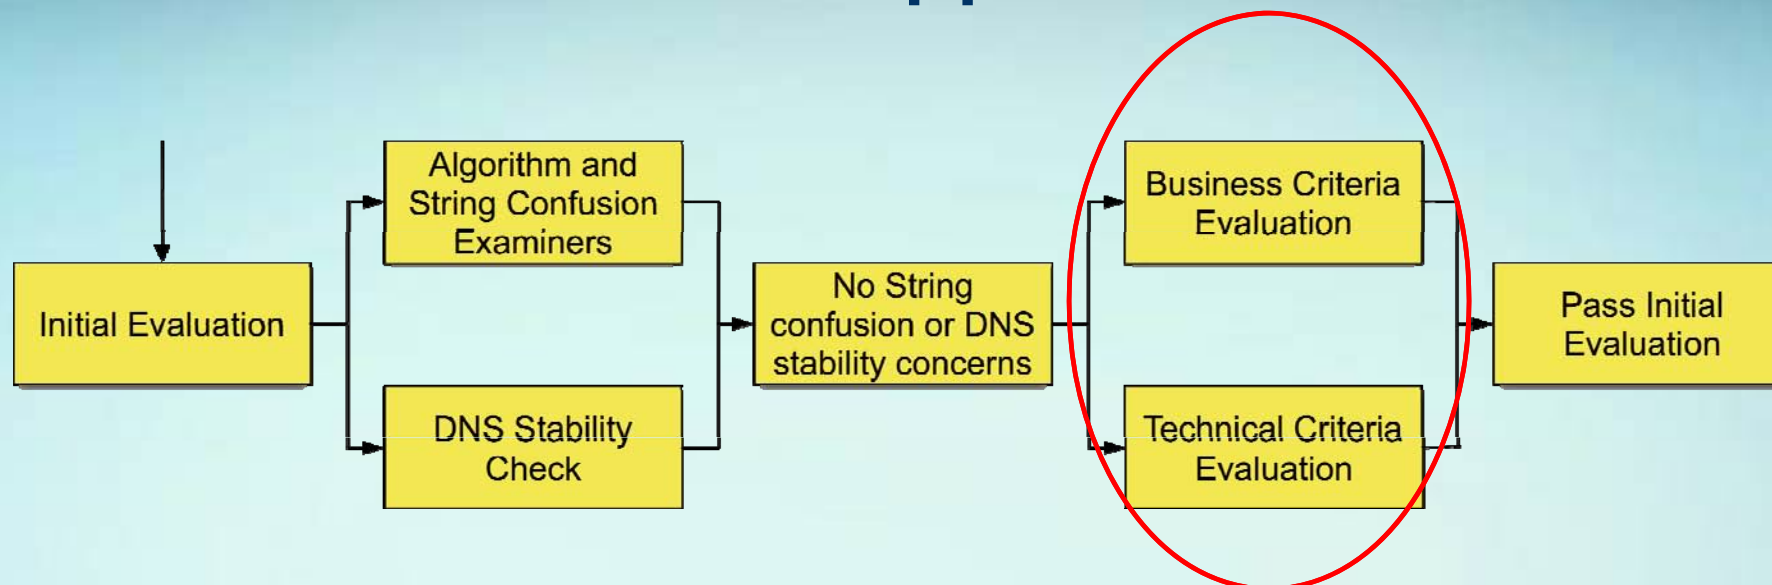 Initial Evaluation
Algorithm and
String Confusion
Examiners
DNS Stability
Check
No String
confusion or DNS
stability concerns
Business Criteria
Evaluation
Technical Criteria
Evaluation
Pass Initial
Evaluation